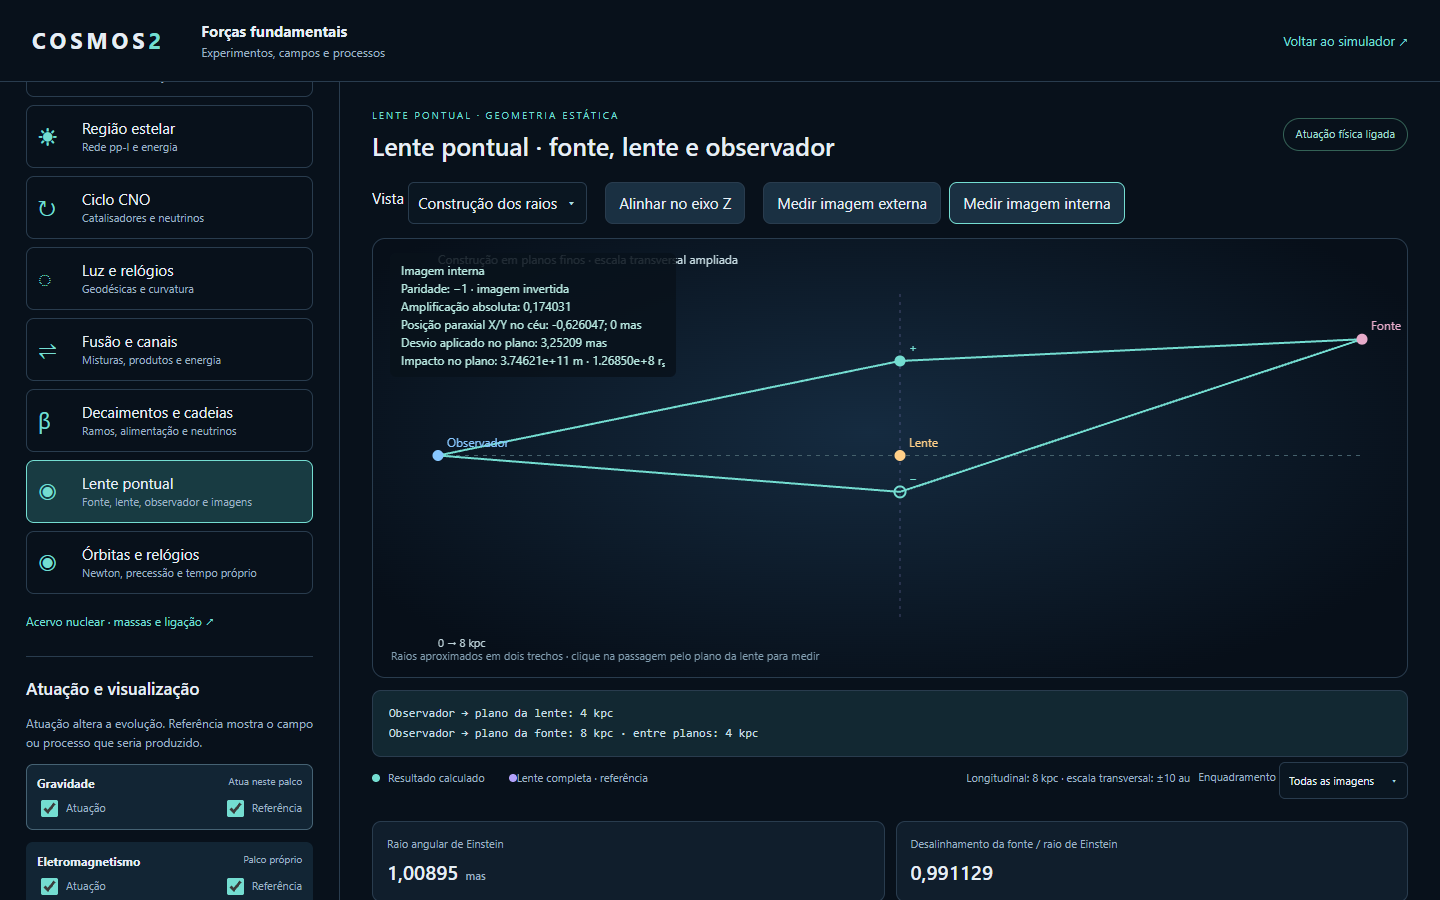 COSMOS2
Forças fundamentais
Experimentos, campos e processos
Voltar ao simulador ↗
Região estelar
Rede pp-I e energia
Ciclo CNO
Catalisadores e neutrinos
Luz e relógios
Geodésicas e curvatura
Fusão e canais
Misturas, produtos e energia
β
Decaimentos e cadeias
Ramos, alimentação e neutrinos
Lente pontual
Fonte, lente, observador e imagens
Órbitas e relógios
Newton, precessão e tempo próprio
Acervo nuclear · massas e ligação ↗
Atuação e visualização
Atuação altera a evolução. Referência mostra o campo
ou processo que seria produzido.
Gravidade
Atua neste palco
Atuação
Referência
Eletromagnetismo
Palco próprio
Atuação
Referência
LENTE PONTUAL · GEOMETRIA ESTÁTICA
Lente pontual · fonte, lente e observador
Atuação física ligada
Vista
Construção dos raios
Alinhar no eixo Z
Medir imagem externa
Medir imagem interna
Construção em planos finos · escala transversal ampliada
Imagem interna
Paridade: −1 · imagem invertida
Amplificação absoluta: 0,174031
Posição paraxial X/Y no céu: -0,626047; 0 mas
Desvio aplicado no plano: 3,25209 mas
Impacto no plano: 3.74621e+11 m · 1.26850e+8 rₛ
+
Fonte
Observador
Lente
−
0 → 8 kpc
Raios aproximados em dois trechos · clique na passagem pelo plano da lente para medir
Observador → plano da lente: 4 kpc
Observador → plano da fonte: 8 kpc · entre planos: 4 kpc
Resultado calculado
Lente completa · referência
Longitudinal: 8 kpc · escala transversal: ±10 au
Enquadramento
Todas as imagens
Raio angular de Einstein
1,00895 mas
Desalinhamento da fonte / raio de Einstein
0,991129